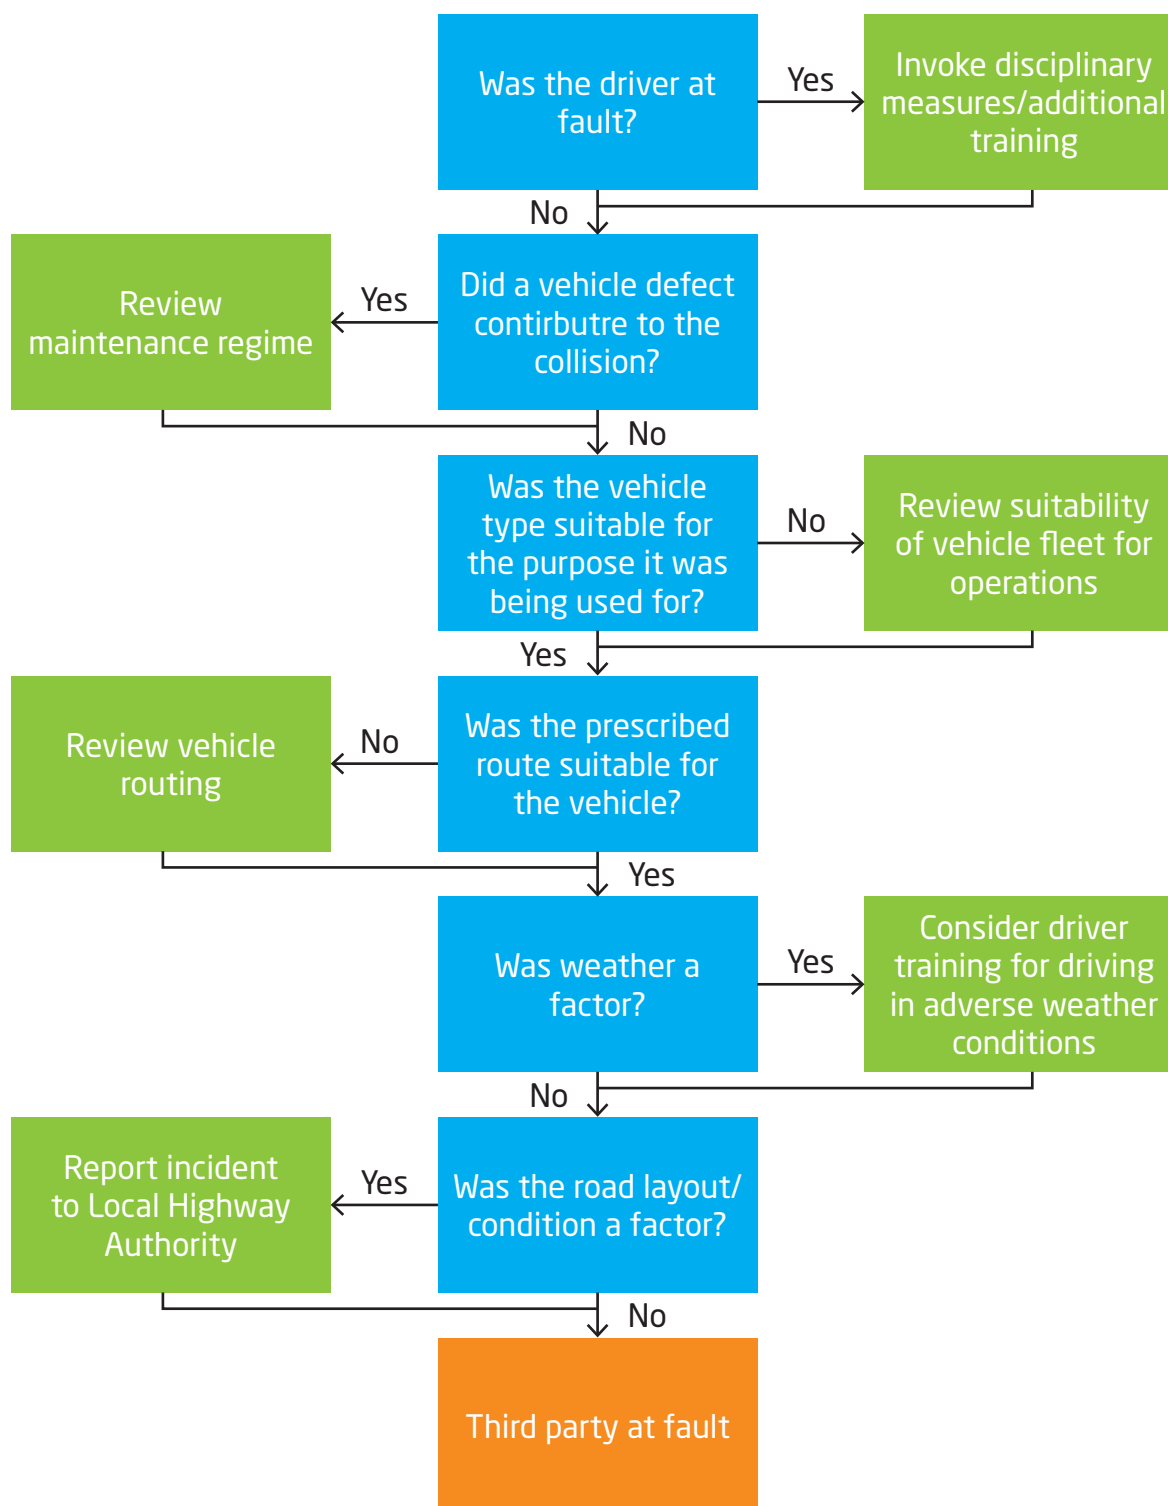 Was the driver at
fault?
Yes
Invoke disciplinary
measures/additional
training
No
Review
maintenance regime
Yes
Did a vehicle defect
contirbutre to the
collision?
No
Was the vehicle
type suitable for
the purpose it was
being used for?
No
Review suitability
of vehicle fleet for
operations
Yes
Review vehicle
routing
No
Was the prescribed
route suitable for
the vehicle?
Yes
Was weather a
factor?
Yes
Consider driver
training for driving
in adverse weather
conditions
No
Report incident
to Local Highway
Authority
Yes
Was the road layout/
condition a factor?
No
Third party at fault